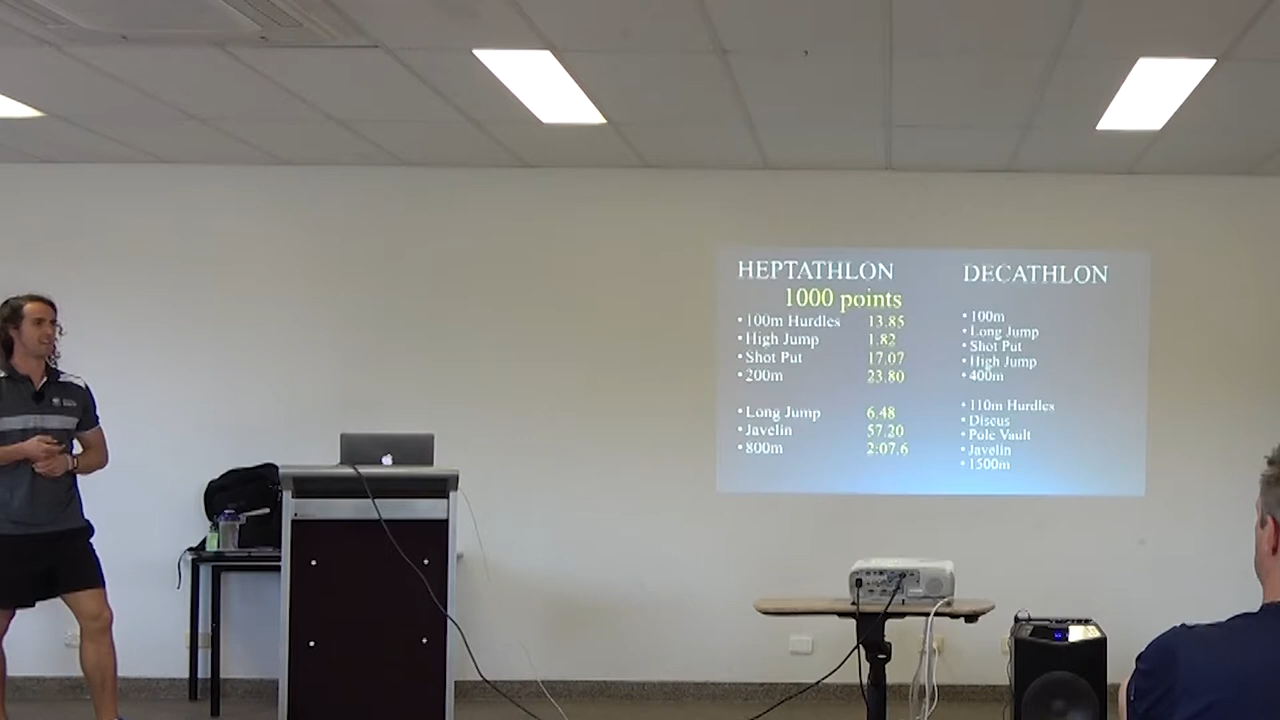 HEPTATHLON
1000 points
• 100m Hurdles 13.85
• High Jump 1.82
• Shot Put 17.07
• 200m 23.80
• Long Jump 6.48
• Javelin 57.20
• 800m 2:07.6
DECATHLON
• 100m
• Long Jump
• Shot Put
• High Jump
• 400m
• 110m Hurdles
• Discus
• Pole Vault
• Javelin
• 1500m